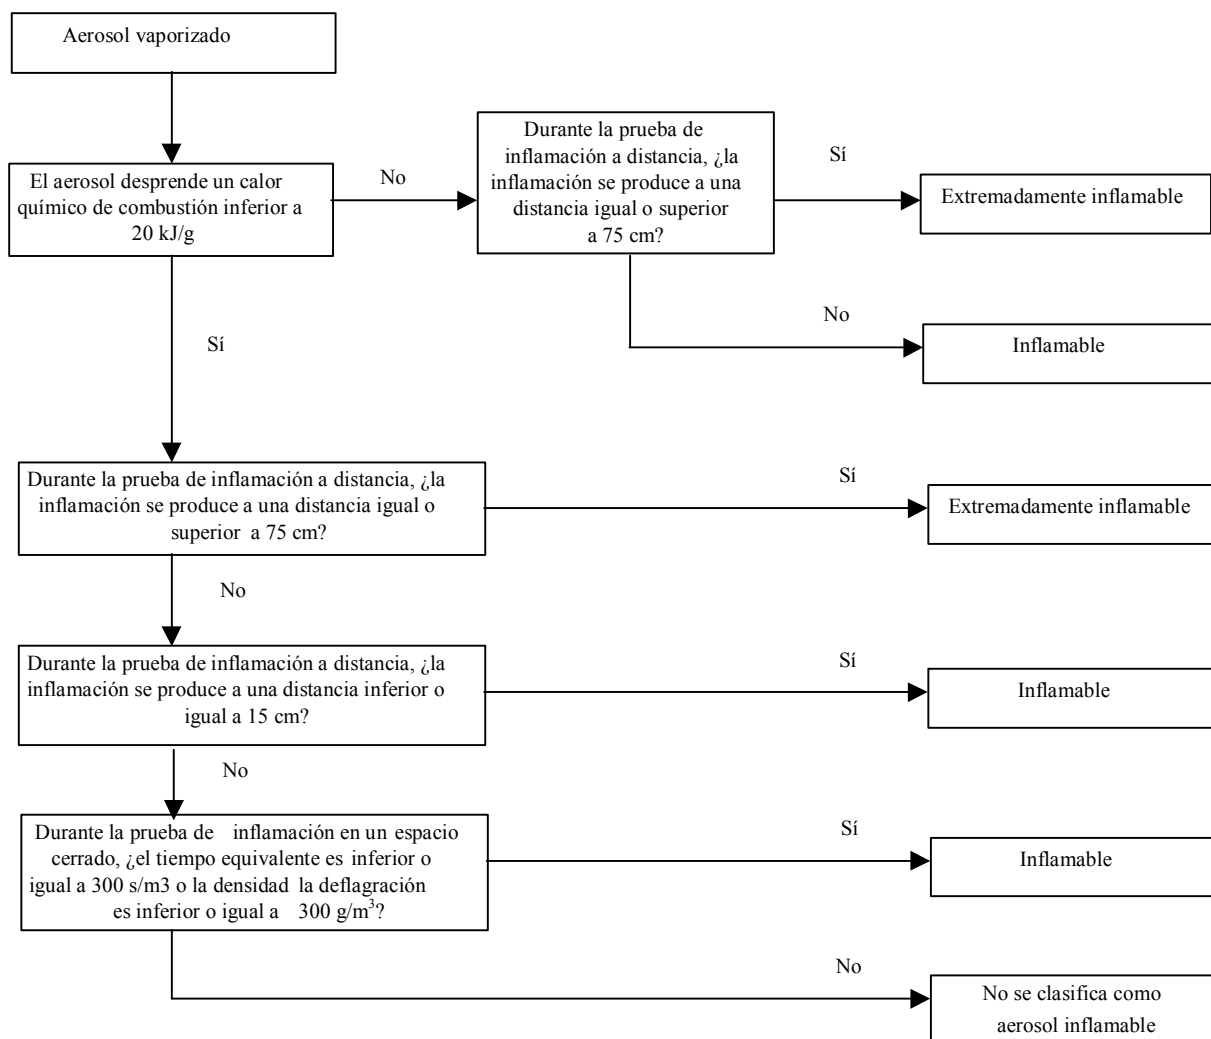 Aerosol vaporizado
El aerosol desprende un calor
químico de combustión inferior a
20 kJ/g
No
Durante la prueba de
inflamación a distancia, ¿la
inflamación se produce a una
distancia igual o superior
a 75 cm?
Sí
Extremadamente inflamable
No
Inflamable
Sí
Durante la prueba de inflamación a distancia, ¿la
inflamación se produce a una distancia igual o
superior a 75 cm?
Sí
Extremadamente inflamable
No
Durante la prueba de inflamación a distancia, ¿la
inflamación se produce a una distancia inferior o
igual a 15 cm?
Sí
Inflamable
No
Durante la prueba de inflamación en un espacio
cerrado, ¿el tiempo equivalente es inferior o
igual a 300 s/m3 o la densidad la deflagración
es inferior o igual a 300 g/m³?
Sí
Inflamable
No
No se clasifica como
aerosol inflamable